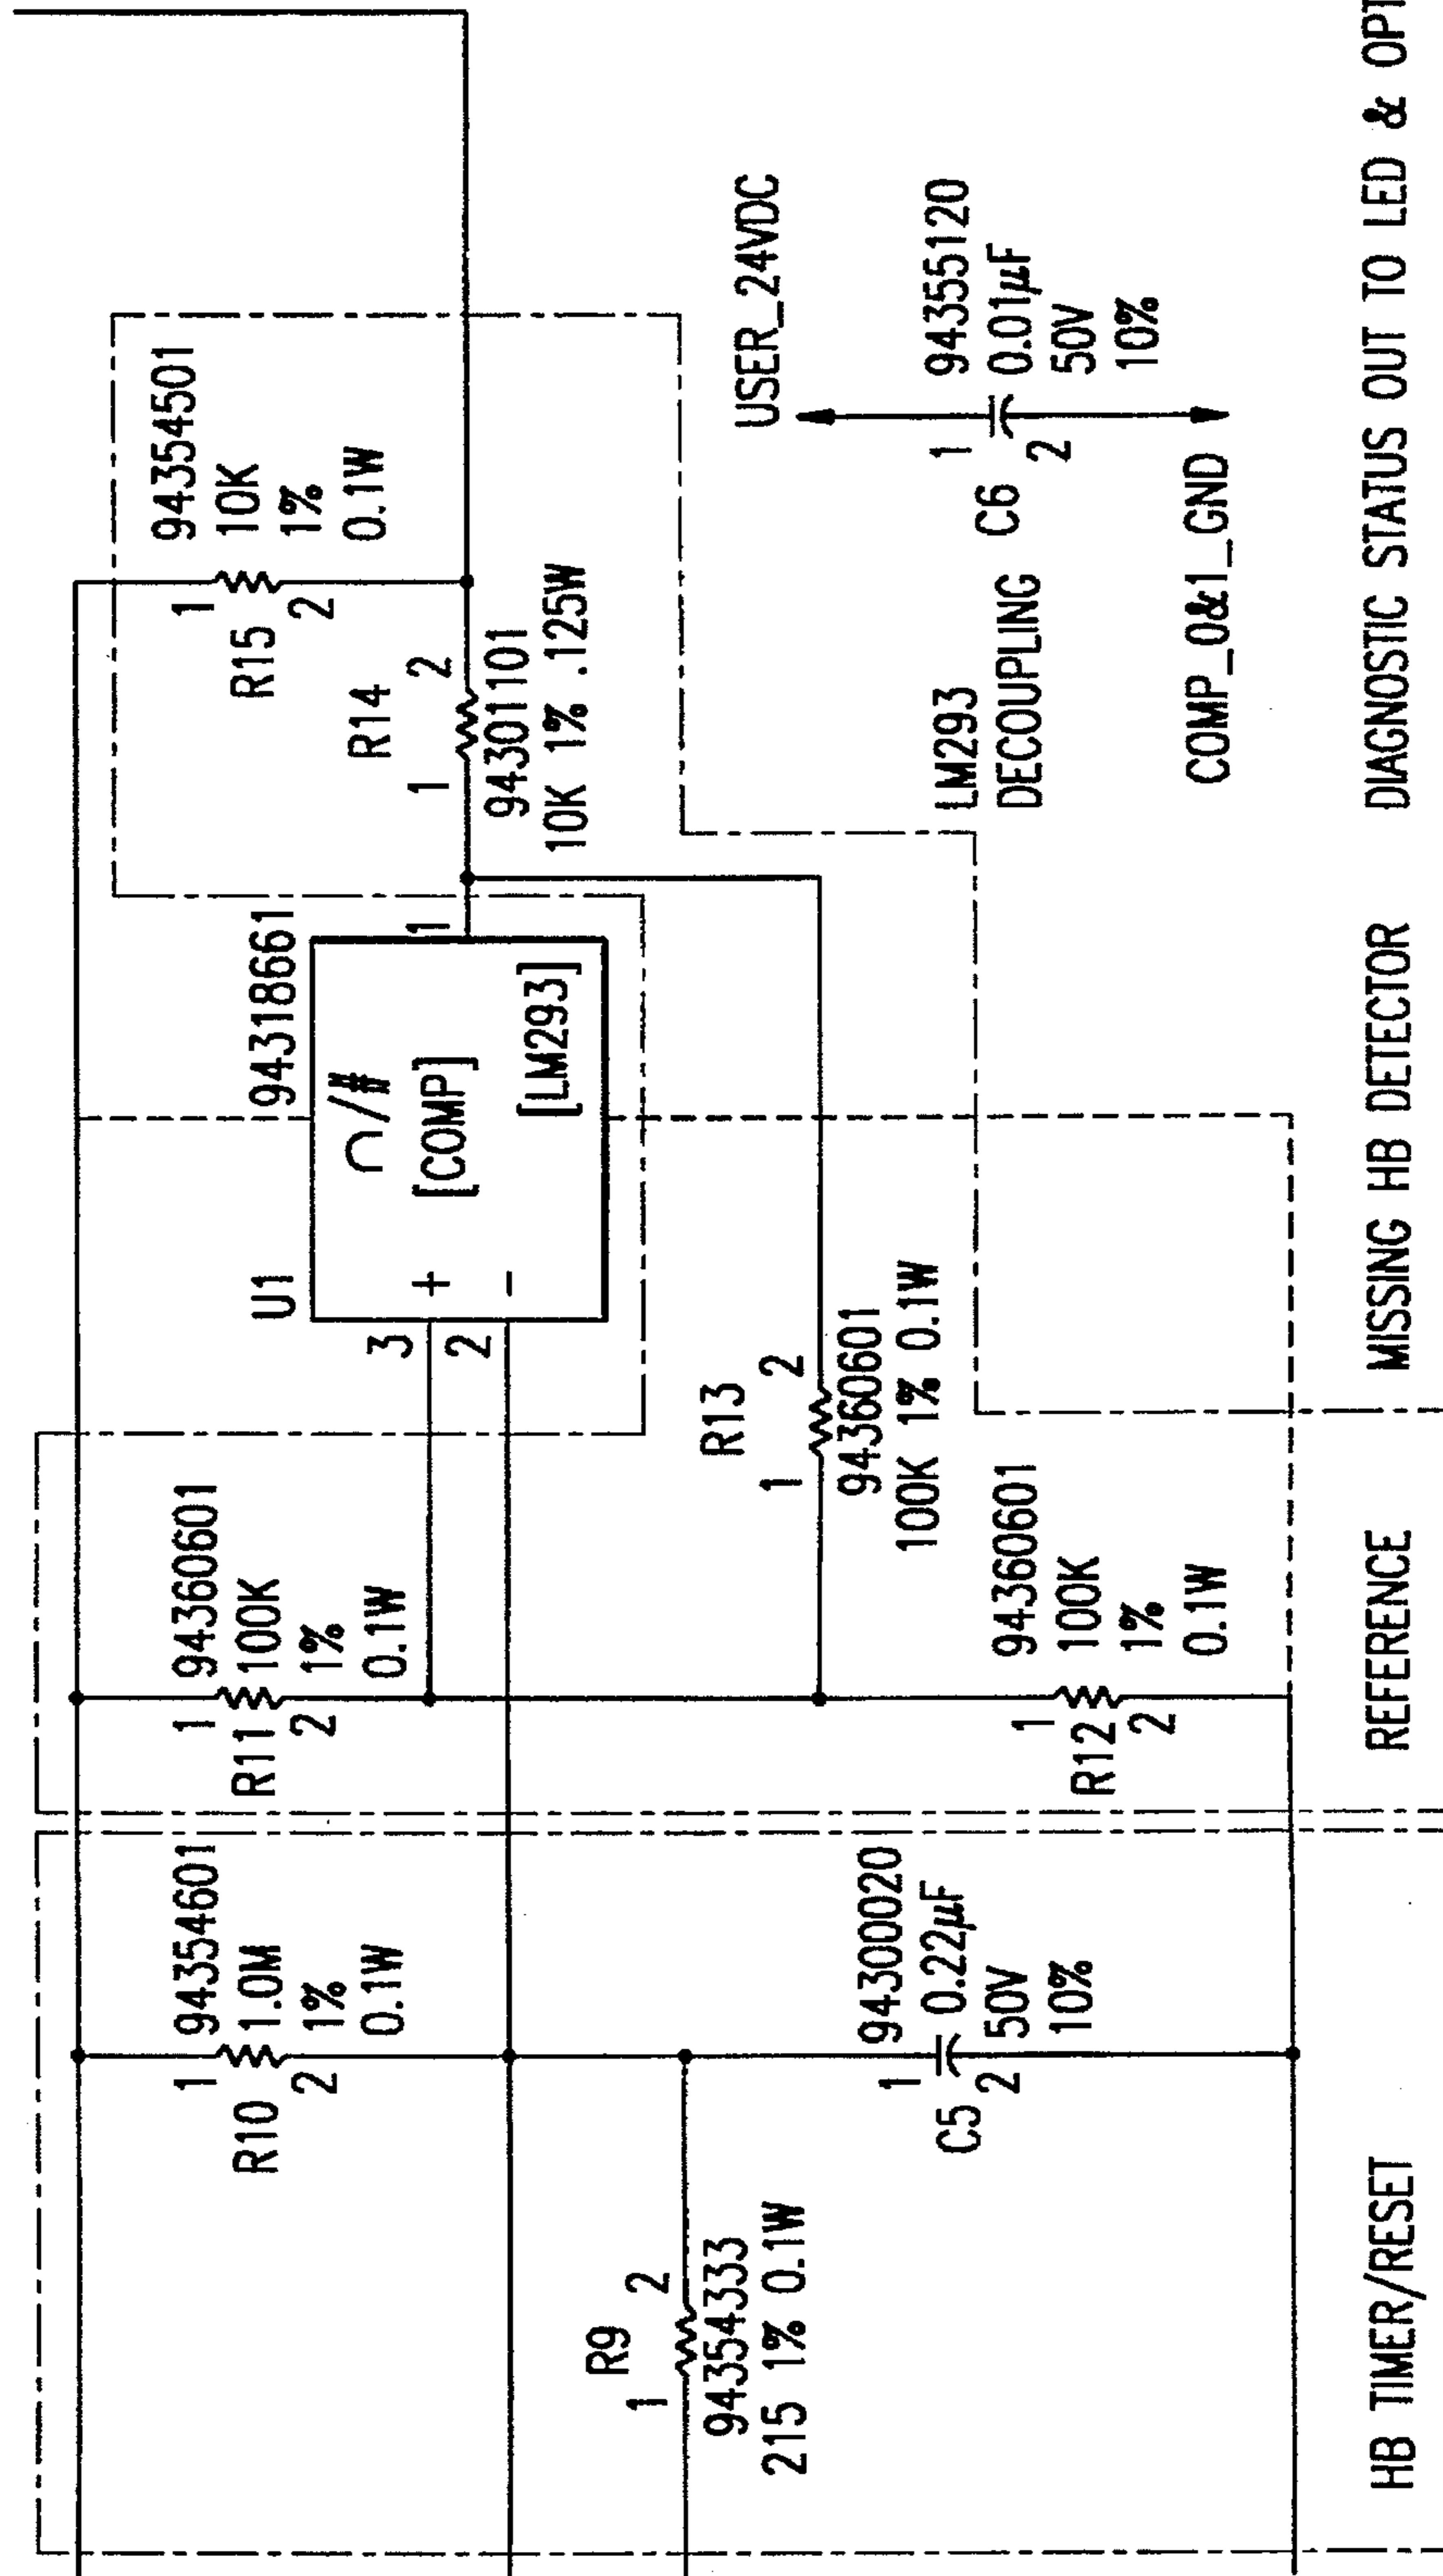 94354601
1
R10 1.0M
2
1%
0.1W
R9
1 2
94354333
215 1% 0.1W
94300020
1
C5 0.22µF
2
50V
10%
HB TIMER/RESET
94360601
1
R11 100K
2
1%
0.1W
R13
1 2
94360601
100K 1% 0.1W
94360601
1
R12 100K
2
1%
0.1W
REFERENCE
U1 94318661
3 + ∩/# 1
2 - [COMP]
[LM293]
MISSING HB DETECTOR
94354501
1
R15 10K
2
1%
0.1W
R14
1 2
94301101
10K 1% .125W
USER_24VDC
LM293
DECOUPLING C6
1 94355120
0.01µF
2 50V
10%
COMP_0&1_GND
DIAGNOSTIC STATUS OUT TO LED &